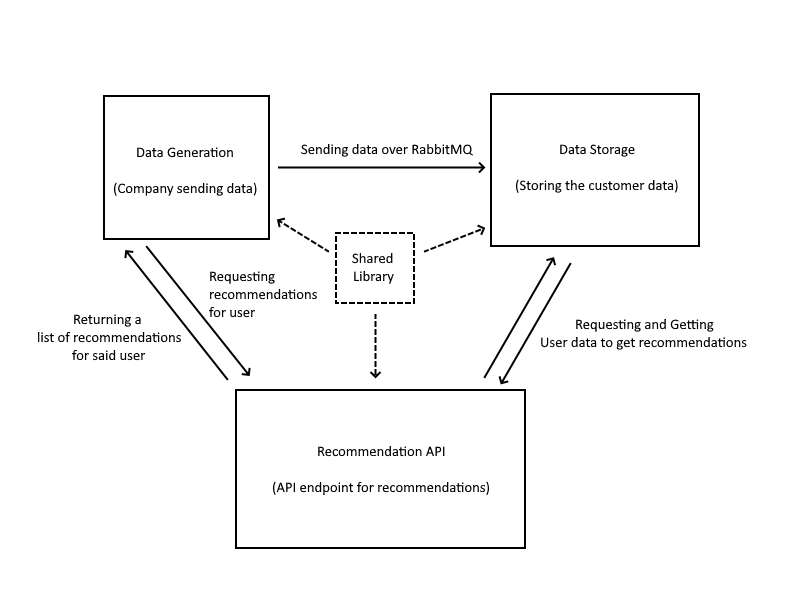 Data Generation
(Company sending data)
Sending data over RabbitMQ
Data Storage
(Storing the customer data)
Shared
Library
Requesting
recommendations
for user
Returning a
list of recommendations
for said user
Requesting and Getting
User data to get recommendations
Recommendation API
(API endpoint for recommendations)